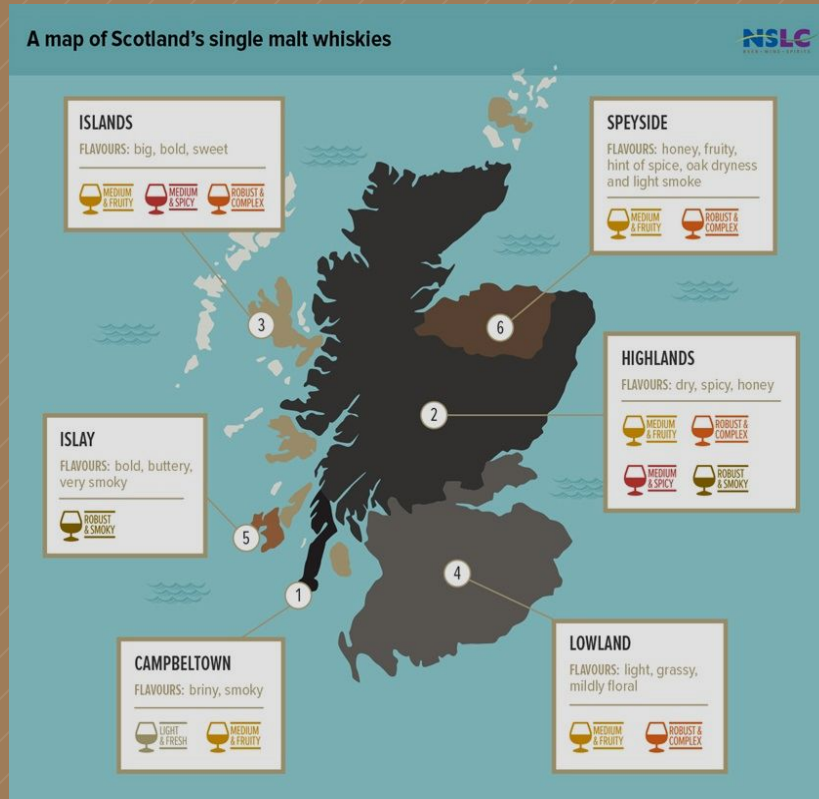 A map of Scotland's single malt whiskies
NSLC
BEER • WINE • SPIRITS
ISLANDS
FLAVOURS: big, bold, sweet
MEDIUM
& FRUITY
MEDIUM
& SPICY
ROBUST &
COMPLEX
SPEYSIDE
FLAVOURS: honey, fruity,
hint of spice, oak dryness
and light smoke
MEDIUM
& FRUITY
ROBUST &
COMPLEX
3
6
HIGHLANDS
FLAVOURS: dry, spicy, honey
MEDIUM
& FRUITY
ROBUST &
COMPLEX
MEDIUM
& SPICY
ROBUST
& SMOKY
2
ISLAY
FLAVOURS: bold, buttery,
very smoky
ROBUST
& SMOKY
5
4
1
CAMPBELTOWN
FLAVOURS: briny, smoky
LIGHT
& FRESH
MEDIUM
& FRUITY
LOWLAND
FLAVOURS: light, grassy,
mildly floral
MEDIUM
& FRUITY
ROBUST &
COMPLEX